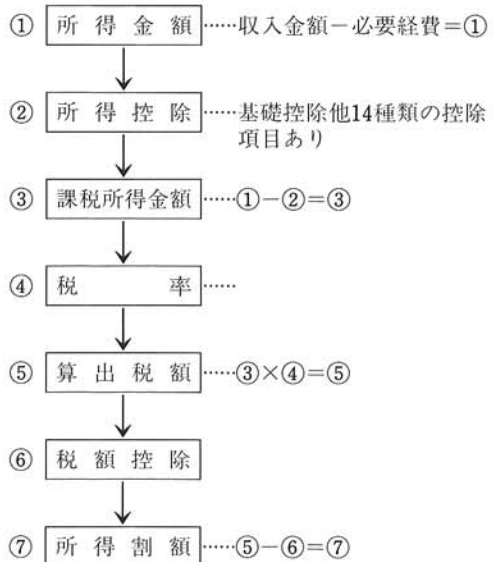 ① 所得金額……収入金額－必要経費＝①
② 所得控除……基礎控除他14種類の控除
項目あり
③ 課税所得金額……①－②＝③
④ 税率……
⑤ 算出税額……③×④＝⑤
⑥ 税額控除
⑦ 所得割額……⑤－⑥＝⑦